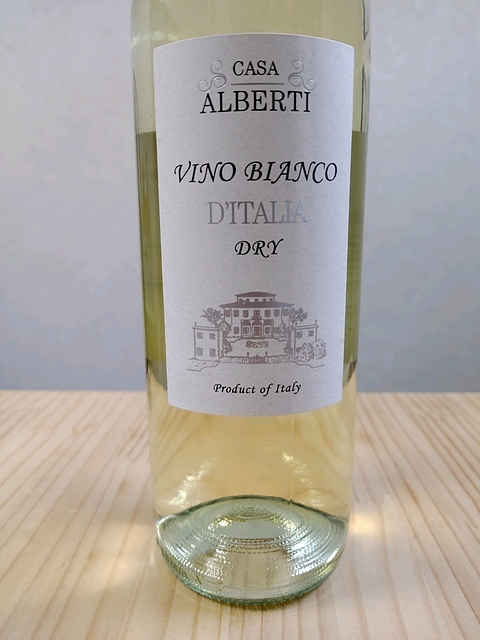 CASA
ALBERTI
VINO BIANCO
D'ITALIA
DRY
Product of Italy